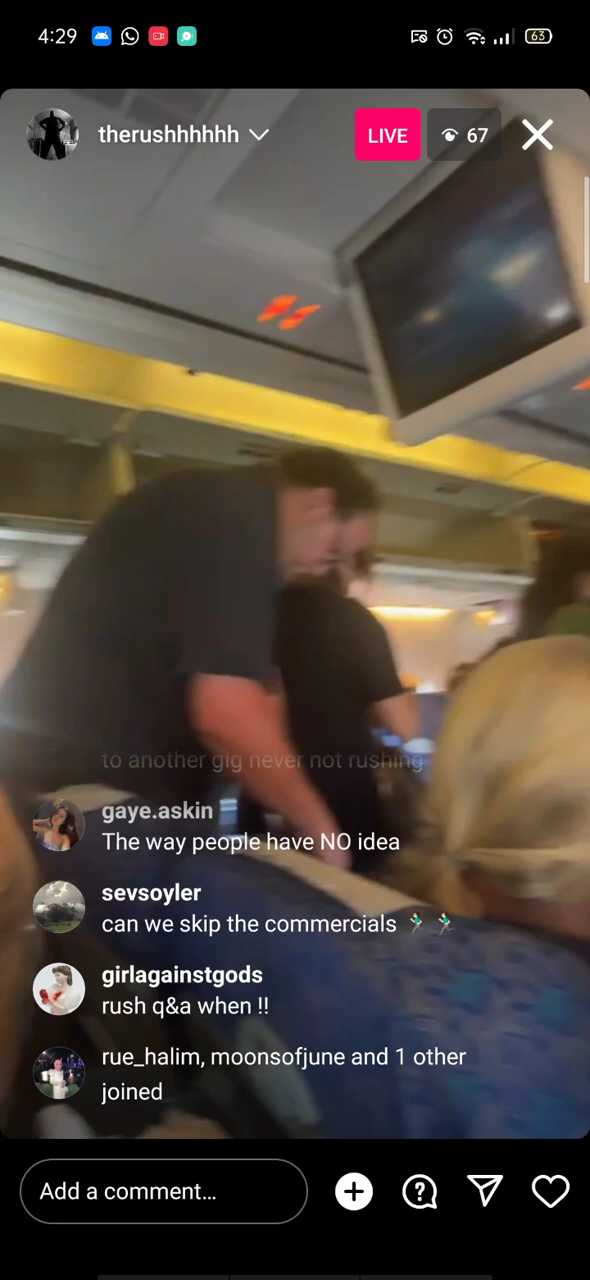 4:29
63
therushhhhhh
LIVE
67
to another gig never not rushing
gaye.askin
The way people have NO idea
sevsoyler
can we skip the commercials 🏃‍♂️ 🏃‍♂️
girlagainstgods
rush q&a when !!
rue_halim, moonsofjune and 1 other
joined
Add a comment...